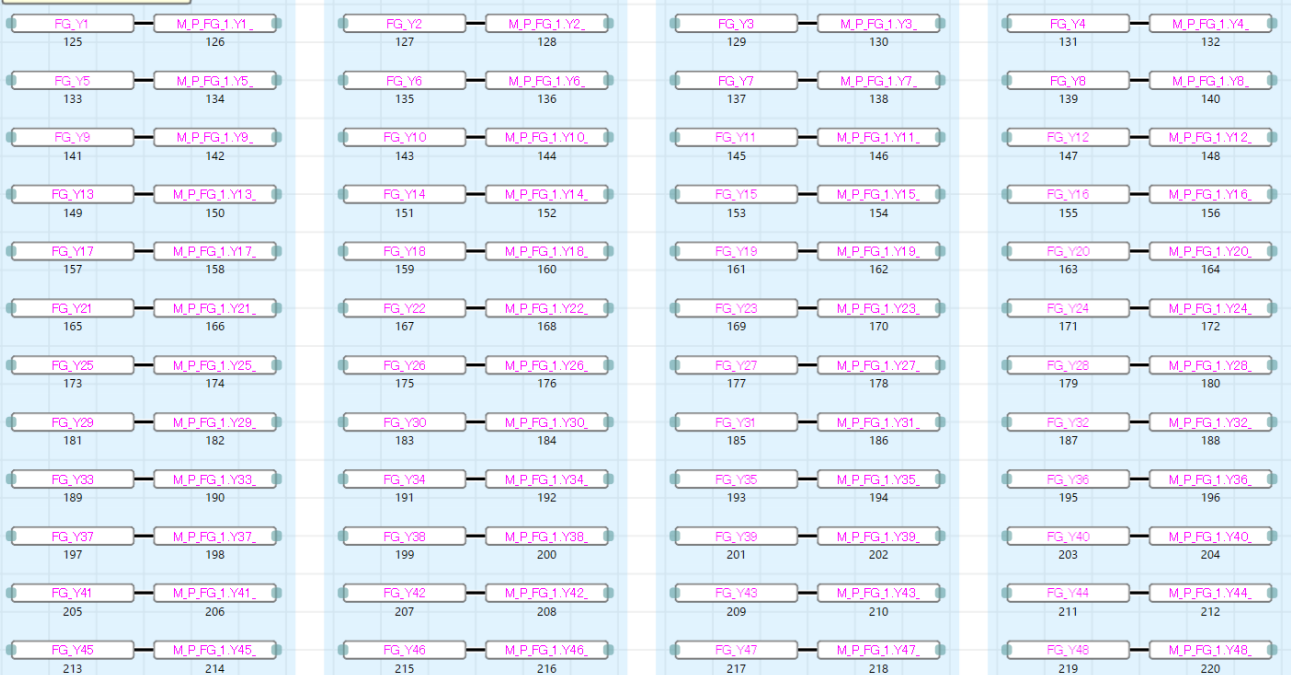 FG_Y1 M_P_FG_1.Y1_ FG_Y2 M_P_FG_1.Y2_ FG_Y3 M_P_FG_1.Y3_ FG_Y4 M_P_FG_1.Y4_
125 126 127 128 129 130 131 132
FG_Y5 M_P_FG_1.Y5_ FG_Y6 M_P_FG_1.Y6_ FG_Y7 M_P_FG_1.Y7_ FG_Y8 M_P_FG_1.Y8_
133 134 135 136 137 138 139 140
FG_Y9 M_P_FG_1.Y9_ FG_Y10 M_P_FG_1.Y10_ FG_Y11 M_P_FG_1.Y11_ FG_Y12 M_P_FG_1.Y12_
141 142 143 144 145 146 147 148
FG_Y13 M_P_FG_1.Y13_ FG_Y14 M_P_FG_1.Y14_ FG_Y15 M_P_FG_1.Y15_ FG_Y16 M_P_FG_1.Y16_
149 150 151 152 153 154 155 156
FG_Y17 M_P_FG_1.Y17_ FG_Y18 M_P_FG_1.Y18_ FG_Y19 M_P_FG_1.Y19_ FG_Y20 M_P_FG_1.Y20_
157 158 159 160 161 162 163 164
FG_Y21 M_P_FG_1.Y21_ FG_Y22 M_P_FG_1.Y22_ FG_Y23 M_P_FG_1.Y23_ FG_Y24 M_P_FG_1.Y24_
165 166 167 168 169 170 171 172
FG_Y25 M_P_FG_1.Y25_ FG_Y26 M_P_FG_1.Y26_ FG_Y27 M_P_FG_1.Y27_ FG_Y28 M_P_FG_1.Y28_
173 174 175 176 177 178 179 180
FG_Y29 M_P_FG_1.Y29_ FG_Y30 M_P_FG_1.Y30_ FG_Y31 M_P_FG_1.Y31_ FG_Y32 M_P_FG_1.Y32_
181 182 183 184 185 186 187 188
FG_Y33 M_P_FG_1.Y33_ FG_Y34 M_P_FG_1.Y34_ FG_Y35 M_P_FG_1.Y35_ FG_Y36 M_P_FG_1.Y36_
189 190 191 192 193 194 195 196
FG_Y37 M_P_FG_1.Y37_ FG_Y38 M_P_FG_1.Y38_ FG_Y39 M_P_FG_1.Y39_ FG_Y40 M_P_FG_1.Y40_
197 198 199 200 201 202 203 204
FG_Y41 M_P_FG_1.Y41_ FG_Y42 M_P_FG_1.Y42_ FG_Y43 M_P_FG_1.Y43_ FG_Y44 M_P_FG_1.Y44_
205 206 207 208 209 210 211 212
FG_Y45 M_P_FG_1.Y45_ FG_Y46 M_P_FG_1.Y46_ FG_Y47 M_P_FG_1.Y47_ FG_Y48 M_P_FG_1.Y48_
213 214 215 216 217 218 219 220